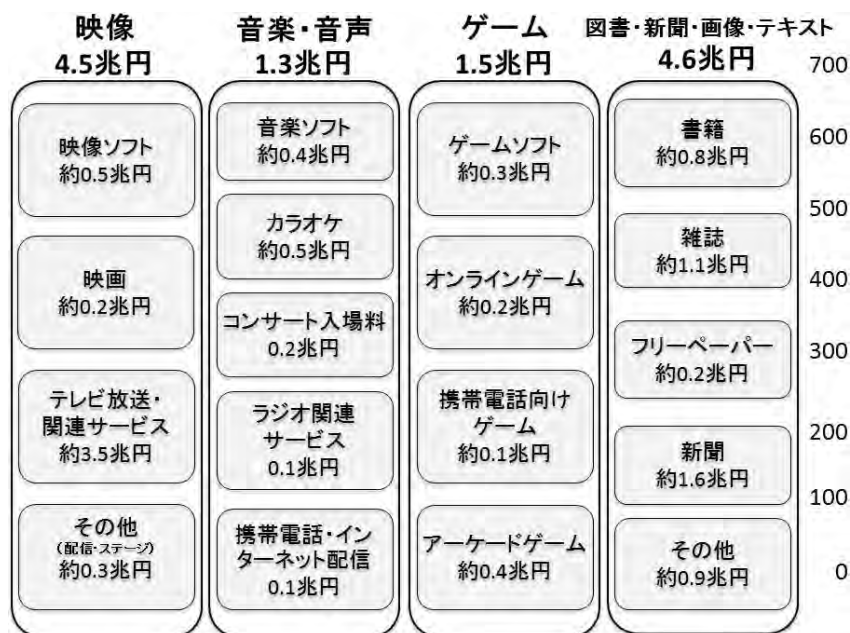 映像
4.5兆円
映像ソフト
約0.5兆円
映画
約0.2兆円
テレビ放送・
関連サービス
約3.5兆円
その他
(配信・ステージ)
約0.3兆円
音楽・音声
1.3兆円
音楽ソフト
約0.4兆円
カラオケ
約0.5兆円
コンサート入場料
0.2兆円
ラジオ関連
サービス
0.1兆円
携帯電話・イン
ターネット配信
0.1兆円
ゲーム
1.5兆円
ゲームソフト
約0.3兆円
オンラインゲーム
約0.2兆円
携帯電話向け
ゲーム
約0.1兆円
アーケードゲーム
約0.4兆円
図書・新聞・画像・テキスト
4.6兆円
書籍
約0.8兆円
雑誌
約1.1兆円
フリーペーパー
約0.2兆円
新聞
約1.6兆円
その他
約0.9兆円
700
600
500
400
300
200
100
0